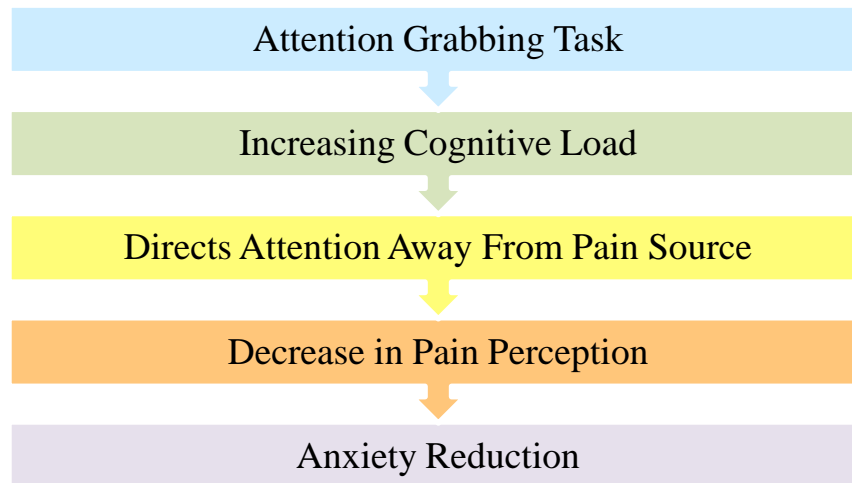 Attention Grabbing Task
Increasing Cognitive Load
Directs Attention Away From Pain Source
Decrease in Pain Perception
Anxiety Reduction